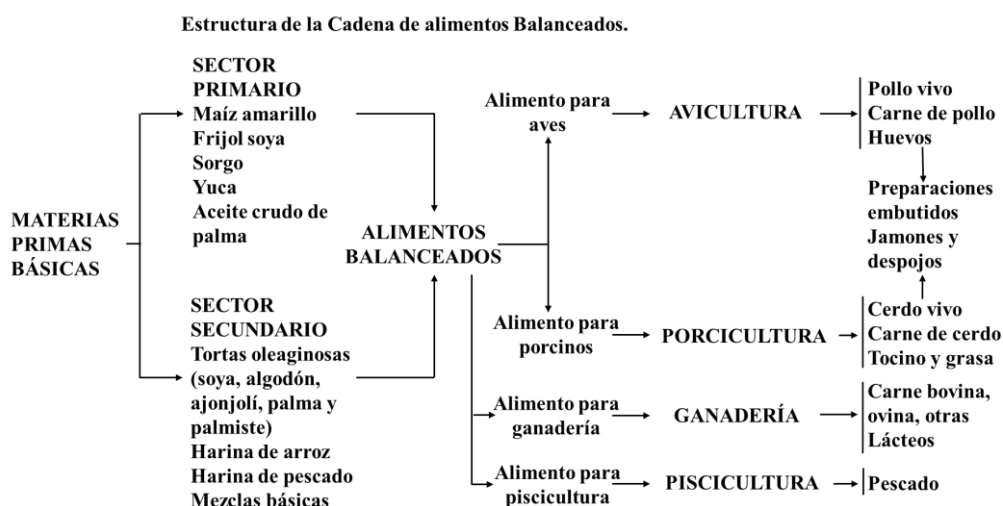 Estructura de la Cadena de alimentos Balanceados.
MATERIAS
PRIMAS
BÁSICAS
SECTOR
PRIMARIO
Maíz amarillo
Frijol soya
Sorgo
Yuca
Aceite crudo de
palma
SECTOR
SECUNDARIO
Tortas oleaginosas
(soya, algodón,
ajonjolí, palma y
palmiste)
Harina de arroz
Harina de pescado
Mezclas básicas
ALIMENTOS
BALANCEADOS
Alimento para
aves
AVICULTURA
Pollo vivo
Carne de pollo
Huevos
Preparaciones
embutidos
Jamones y
despojos
Alimento para
porcinos
PORCICULTURA
Cerdo vivo
Carne de cerdo
Tocino y grasa
Alimento para
ganadería
GANADERÍA
Carne bovina,
ovina, otras
Lácteos
Alimento para
piscicultura
PISCICULTURA
Pescado